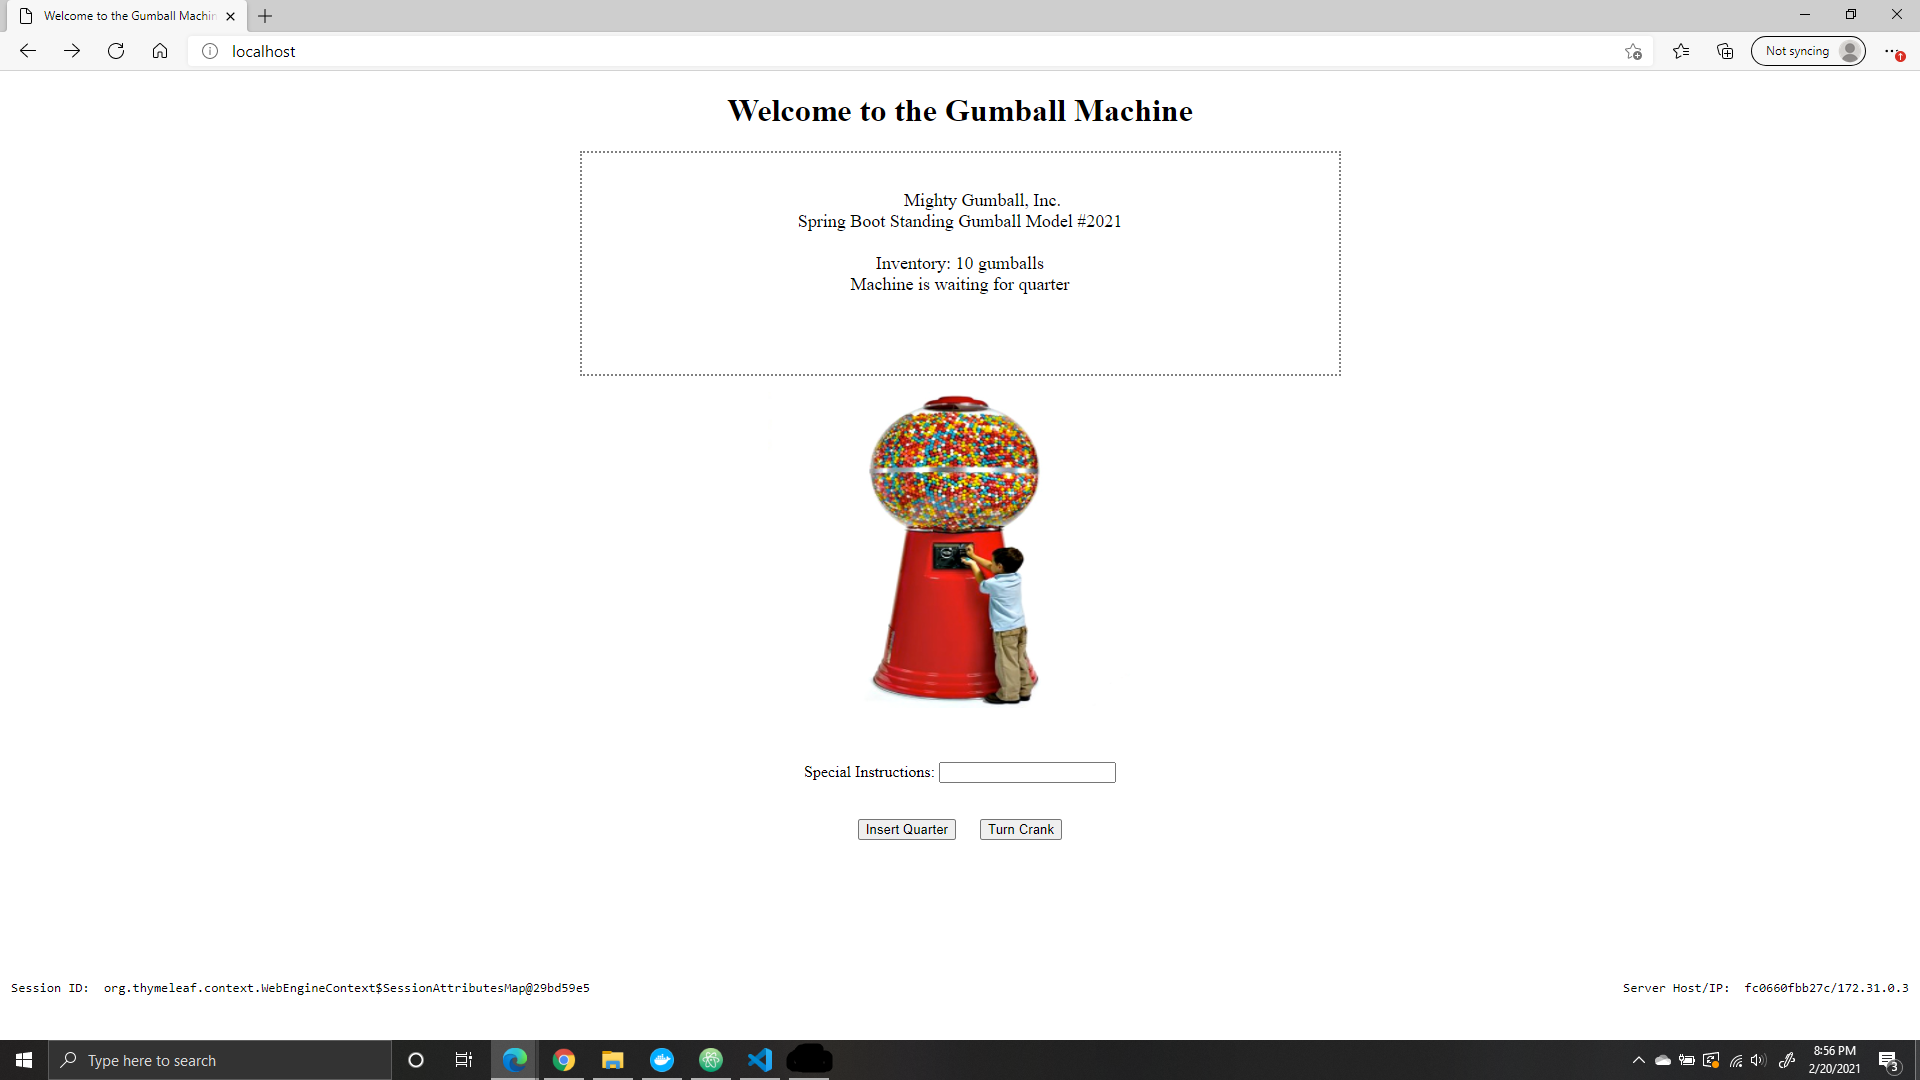 Welcome to the Gumball Machin
localhost
Not syncing
Welcome to the Gumball Machine
Mighty Gumball, Inc.
Spring Boot Standing Gumball Model #2021
Inventory: 10 gumballs
Machine is waiting for quarter
Special Instructions:
Insert Quarter
Turn Crank
Session ID: org.thymeleaf.context.WebEngineContext$SessionAttributesMap@29bd59e5
Server Host/IP: fc0660fbb27c/172.31.0.3
Type here to search
8:56 PM
2/20/2021
3